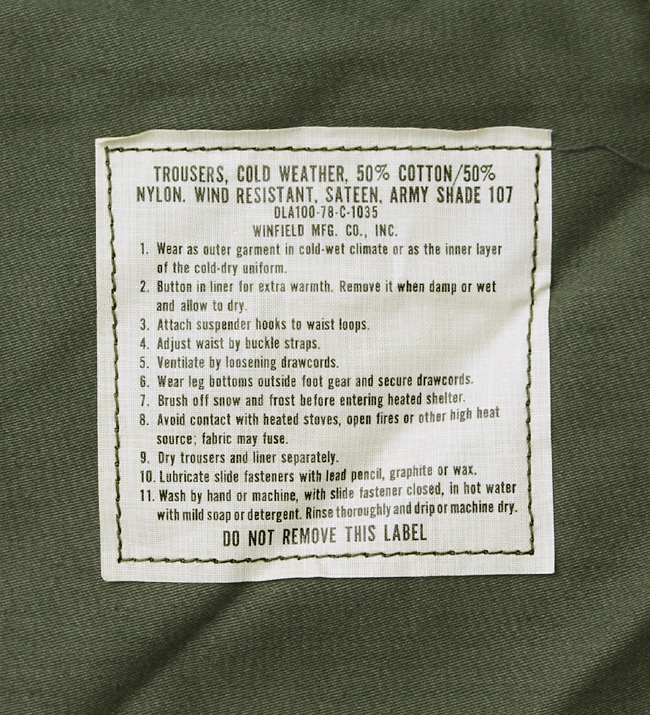 TROUSERS, COLD WEATHER, 50% COTTON/50%
NYLON. WIND RESISTANT, SATEEN, ARMY SHADE 107
DLA100-78-C-1035
WINFIELD MFG. CO., INC.
1. Wear as outer garment in cold-wet climate or as the inner layer
of the cold-dry uniform.
2. Button in liner for extra warmth. Remove it when damp or wet
and allow to dry.
3. Attach suspender hooks to waist loops.
4. Adjust waist by buckle straps.
5. Ventilate by loosening drawcords.
6. Wear leg bottoms outside foot gear and secure drawcords.
7. Brush off snow and frost before entering heated shelter.
8. Avoid contact with heated stoves, open fires or other high heat
source; fabric may fuse.
9. Dry trousers and liner separately.
10. Lubricate slide fasteners with lead pencil, graphite or wax.
11. Wash by hand or machine, with slide fastener closed, in hot water
with mild soap or detergent. Rinse thoroughly and drip or machine dry.
DO NOT REMOVE THIS LABEL